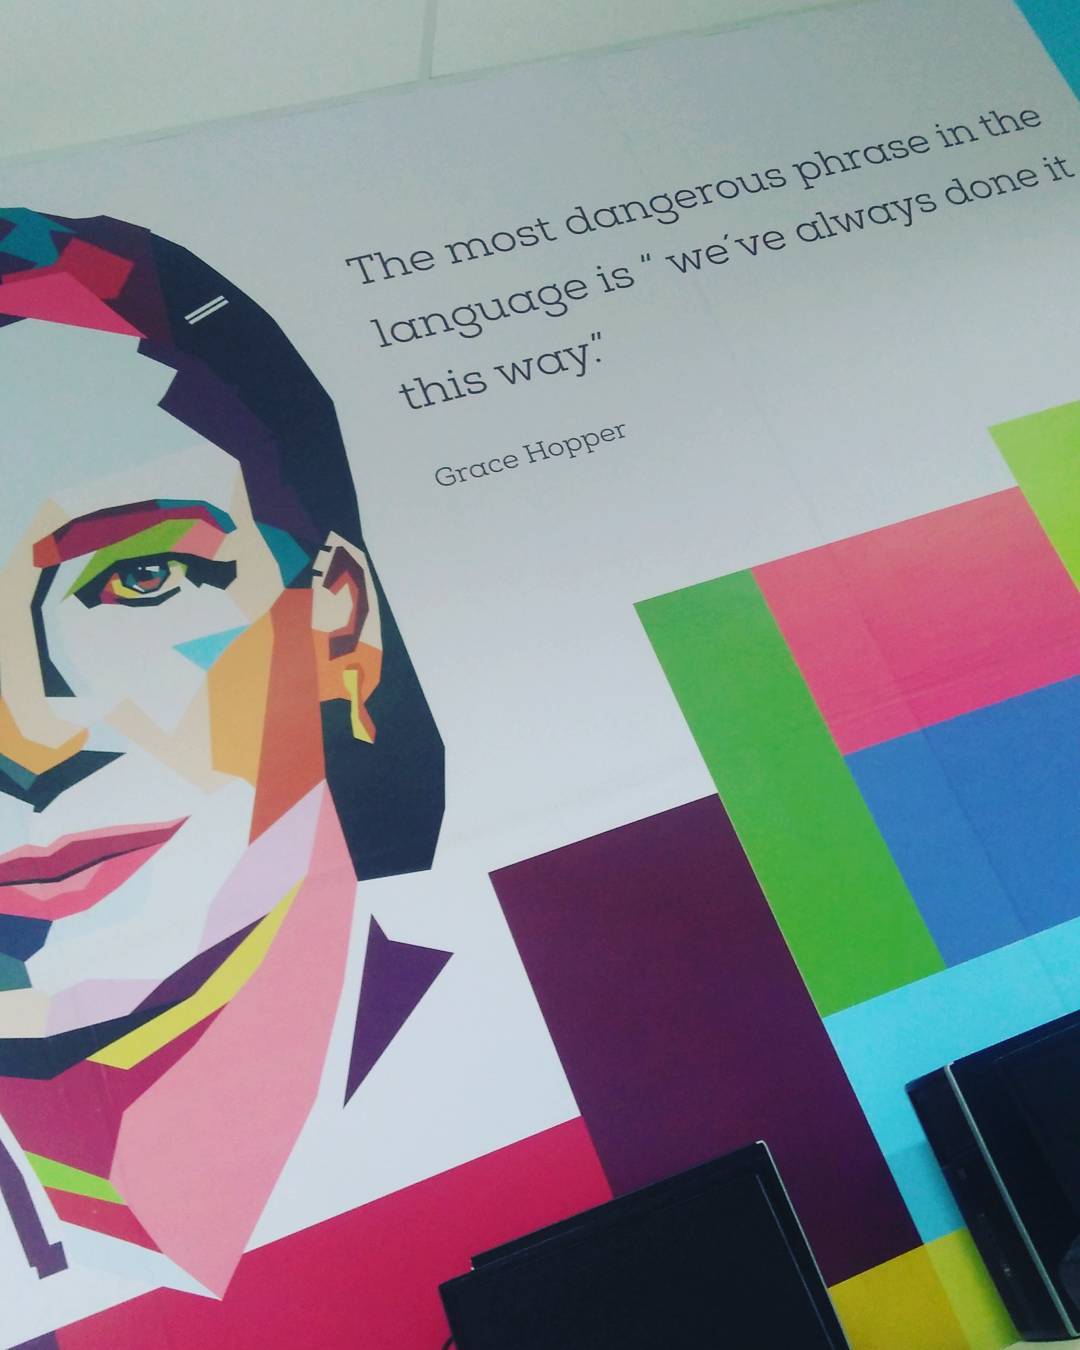 The most dangerous phrase in the
language is " we´ve always done it
this way."
Grace Hopper